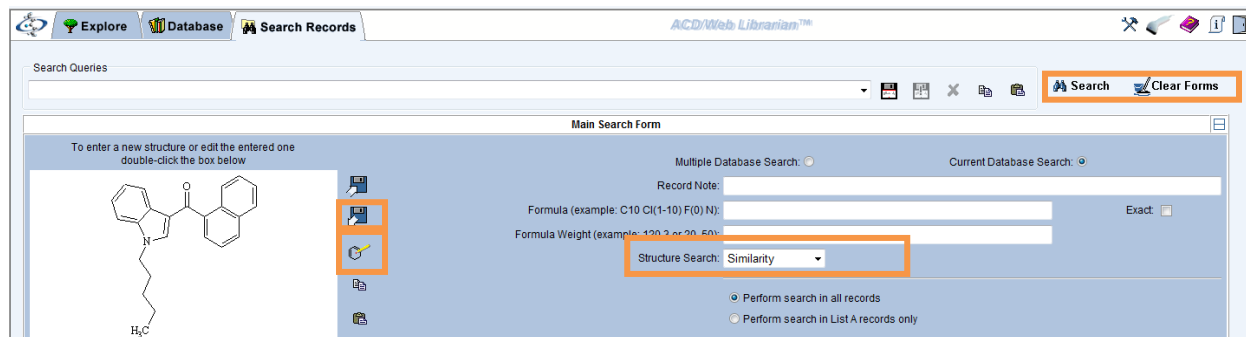 Explore Database Search Records ACD/Web Librarian™
Search Queries
Search Clear Forms
Main Search Form
To enter a new structure or edit the entered one
double-click the box below
Multiple Database Search: Current Database Search:
Record Note:
Formula (example: C10 Cl(1-10) F(0) N): Exact:
Formula Weight (example: 120.3 or 20..50):
Structure Search: Similarity
Perform search in all records
Perform search in List A records only
O
N
H₃C